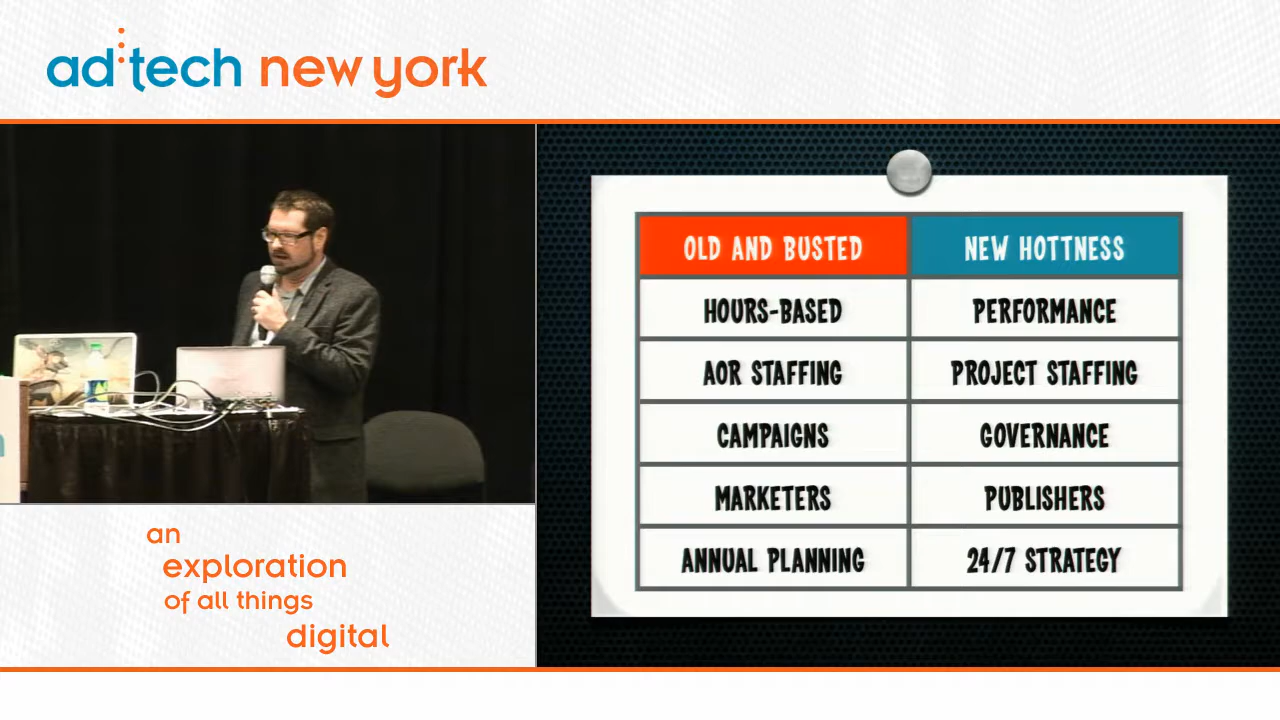 ad:tech new york
OLD AND BUSTED NEW HOTTNESS
HOURS-BASED PERFORMANCE
AOR STAFFING PROJECT STAFFING
CAMPAIGNS GOVERNANCE
MARKETERS PUBLISHERS
ANNUAL PLANNING 24/7 STRATEGY
an
exploration
of all things
digital